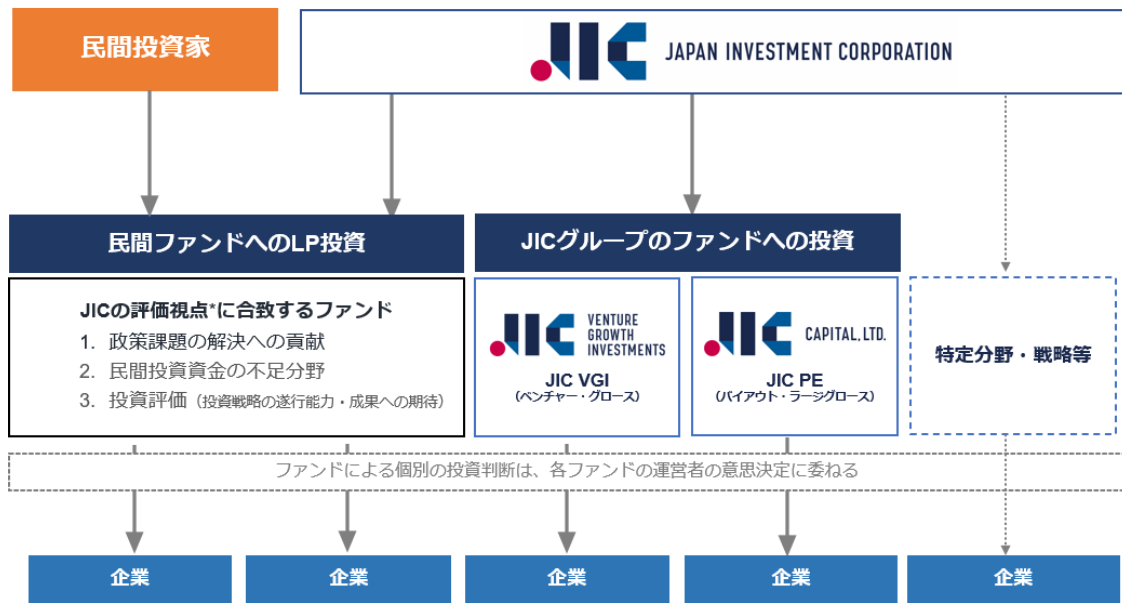 民間投資家
JIC JAPAN INVESTMENT CORPORATION
民間ファンドへのLP投資
JICグループのファンドへの投資
JICの評価視点*に合致するファンド
1. 政策課題の解決への貢献
2. 民間投資資金の不足分野
3. 投資評価（投資戦略の遂行能力・成果への期待）
JIC VENTURE
GROWTH
INVESTMENTS
JIC VGI
（ベンチャー・グロース）
JIC CAPITAL, LTD.
JIC PE
（バイアウト・ラージグロース）
特定分野・戦略等
ファンドによる個別の投資判断は、各ファンドの運営者の意思決定に委ねる
企業
企業
企業
企業
企業